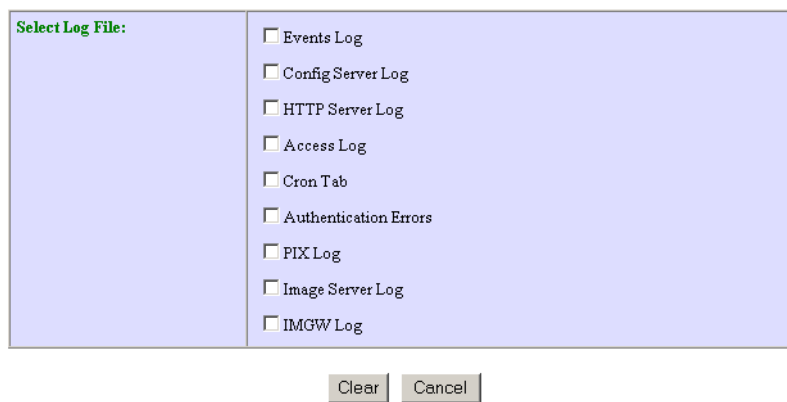 Select Log File:
Events Log
Config Server Log
HTTP Server Log
Access Log
Cron Tab
Authentication Errors
PIX Log
Image Server Log
IMGW Log
Clear Cancel